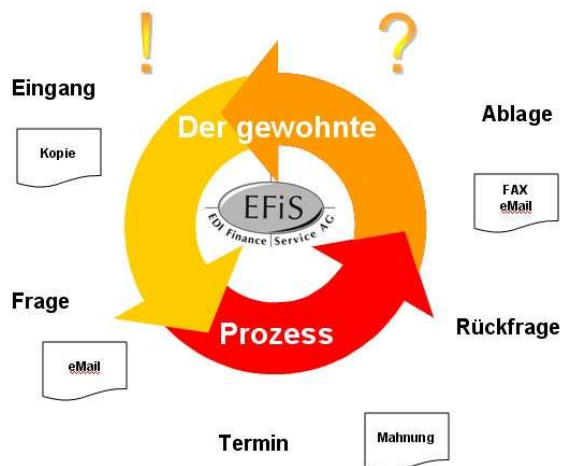 ! ?
Eingang
Ablage
Der gewohnte
Kopie
FAX
eMail
EFiS
EDI Finance Service AG
Frage
Rückfrage
Prozess
eMail
Termin
Mahnung